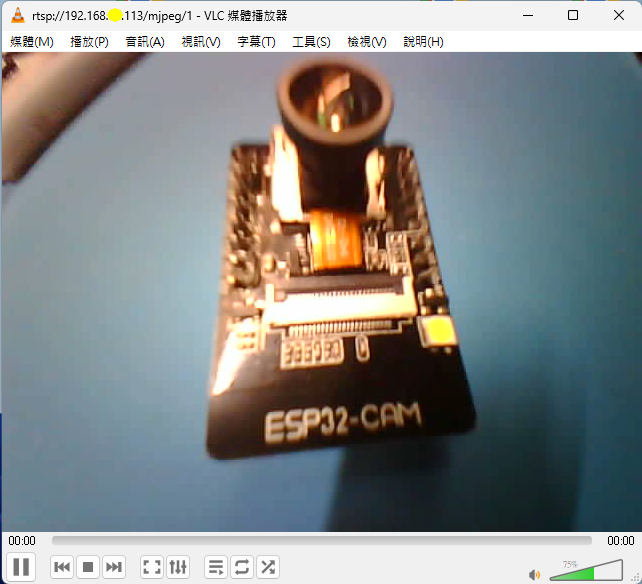 rtsp://192.168. .113/mjpeg/1 - VLC 媒體播放器
媒體(M) 播放(P) 音訊(A) 視訊(V) 字幕(T) 工具(S) 檢視(V) 說明(H)
ESP32-CAM
00:00 00:00
75%